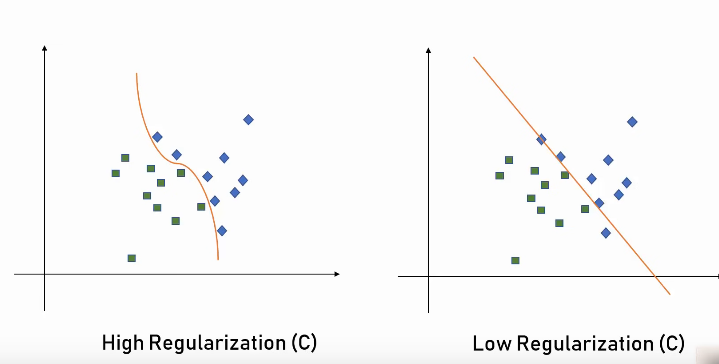 High Regularization (C)
Low Regularization (C)